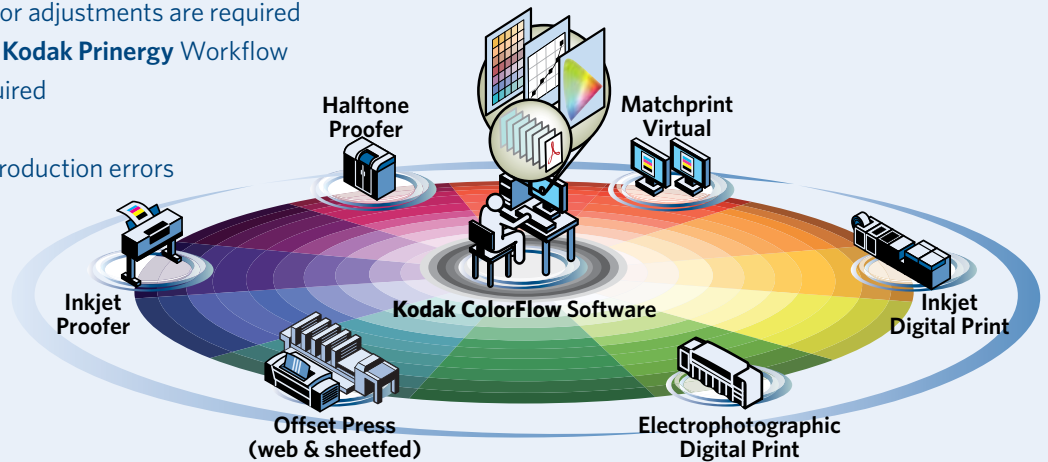 or adjustments are required
Kodak Prinergy Workflow
uired
roduction errors
Halftone
Proofer
Matchprint
Virtual
Inkjet
Proofer
Kodak ColorFlow Software
Inkjet
Digital Print
Offset Press
(web & sheetfed)
Electrophotographic
Digital Print